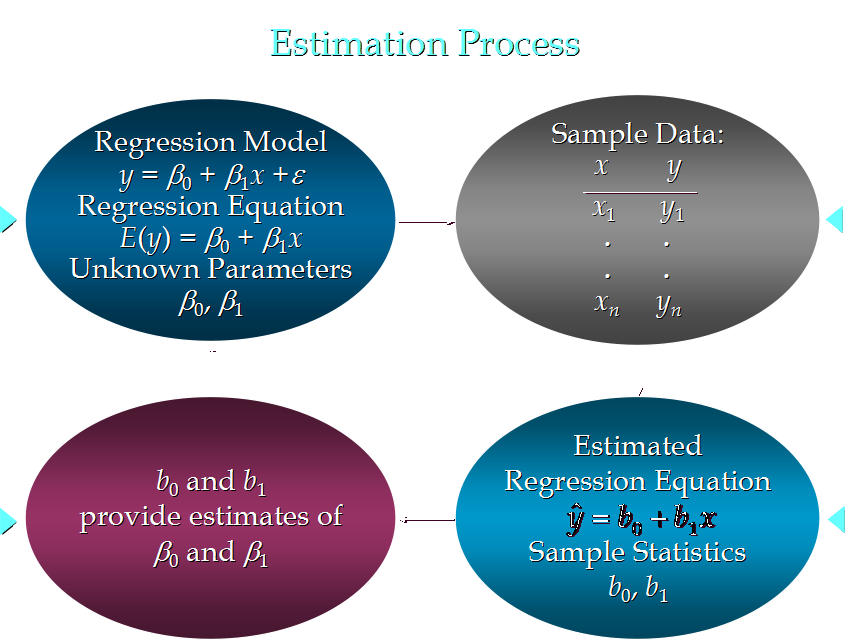 Estimation Process
Regression Model
y = β₀ + β₁x + ε
Regression Equation
E(y) = β₀ + β₁x
Unknown Parameters
β₀, β₁
Sample Data:
x y
x₁ y₁
. .
. .
xₙ yₙ
b₀ and b₁
provide estimates of
β₀ and β₁
Estimated
Regression Equation
ŷ = b₀ + b₁x
Sample Statistics
b₀, b₁